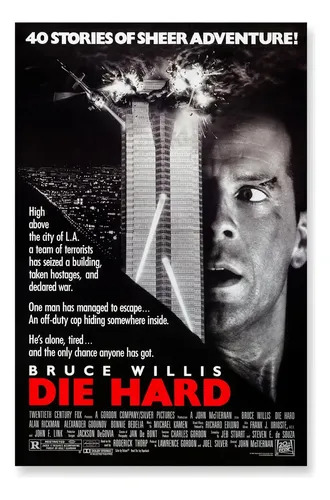 40 STORIES OF SHEER ADVENTURE!
High
above
the city of L.A.
a team of terrorists
has seized a building,
taken hostages, and
declared war.
One man has managed to escape...
An off-duty cop hiding somewhere inside.
He's alone, tired...
and the only chance anyone has got.
BRUCE WILLIS
DIE HARD
TWENTIETH CENTURY FOX A GORDON COMPANY/SILVER PICTURES A JOHN McTIERNAN BRUCE WILLIS DIE HARD
ALAN RICKMAN ALEXANDER GODUNOV BONNIE BEDELIA MICHAEL KAMEN RICHARD EDLUND FRANK J. URIOSTE
JOHN F. LINK JACKSON DeGOVIA JAN DE BONT CHARLES GORDON JEB STUART and STEVEN E. de SOUZA
RODERICK THORP LAWRENCE GORDON and JOEL SILVER JOHN McTIERNAN
R RESTRICTED
DOLBY STEREO